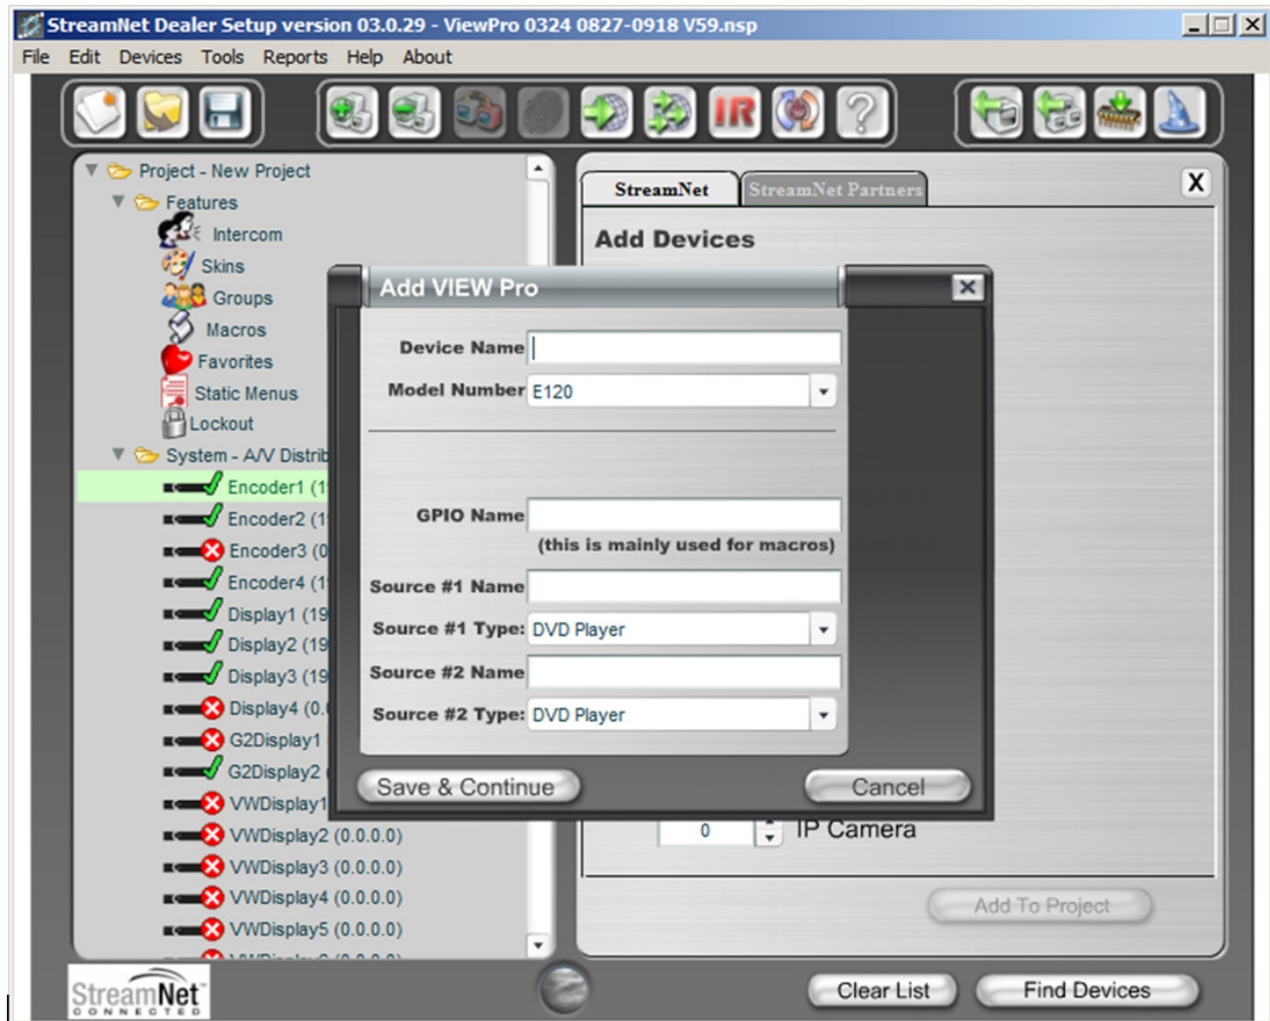 StreamNet Dealer Setup version 03.0.29 - ViewPro 0324 0827-0918 V59.nsp
File Edit Devices Tools Reports Help About
IR
Project - New Project
Features
Intercom
Skins
Groups
Macros
Favorites
Static Menus
Lockout
System - A/V Distrib
Encoder1 (1
Encoder2 (1
Encoder3 (0
Encoder4 (1
Display1 (19
Display2 (19
Display3 (19
Display4 (0.
G2Display1
G2Display2
VWDisplay1
VWDisplay2 (0.0.0.0)
VWDisplay3 (0.0.0.0)
VWDisplay4 (0.0.0.0)
VWDisplay5 (0.0.0.0)
StreamNet StreamNet Partners X
Add Devices
Add VIEW Pro
Device Name
Model Number E120
GPIO Name
(this is mainly used for macros)
Source #1 Name
Source #1 Type: DVD Player
Source #2 Name
Source #2 Type: DVD Player
Save & Continue Cancel
0 IP Camera
Add To Project
StreamNet
CONNECTED
Clear List Find Devices